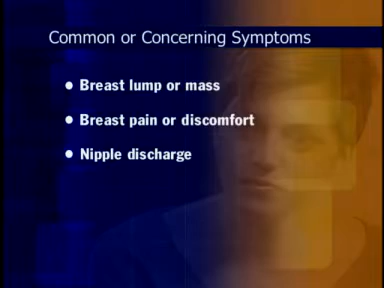 Common or Concerning Symptoms
● Breast lump or mass
● Breast pain or discomfort
● Nipple discharge